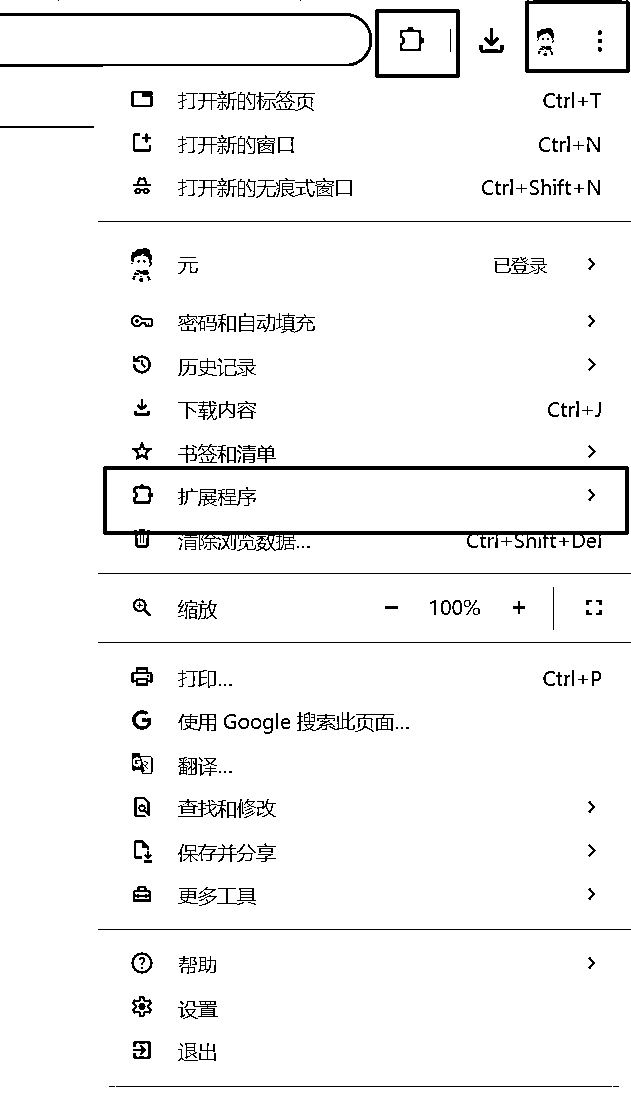 打开新的标签页 Ctrl+T
打开新的窗口 Ctrl+N
打开新的无痕式窗口 Ctrl+Shift+N
元 已登录
密码和自动填充
历史记录
下载内容 Ctrl+J
书签和清单
扩展程序
清除浏览数据... Ctrl+Shift+Del
缩放 − 100% +
打印... Ctrl+P
使用 Google 搜索此页面...
翻译...
查找和修改
保存并分享
更多工具
帮助
设置
退出